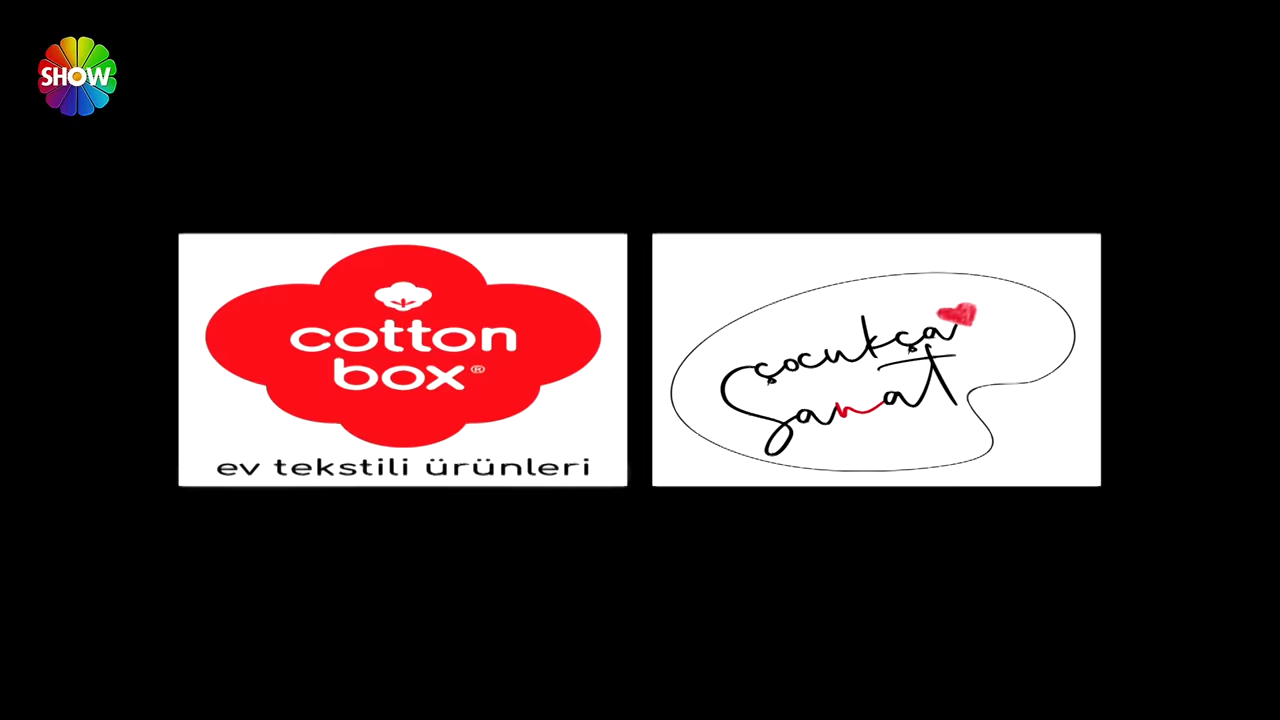 SHOW
cotton
box®
ev tekstili ürünleri
çocukça
Sanat